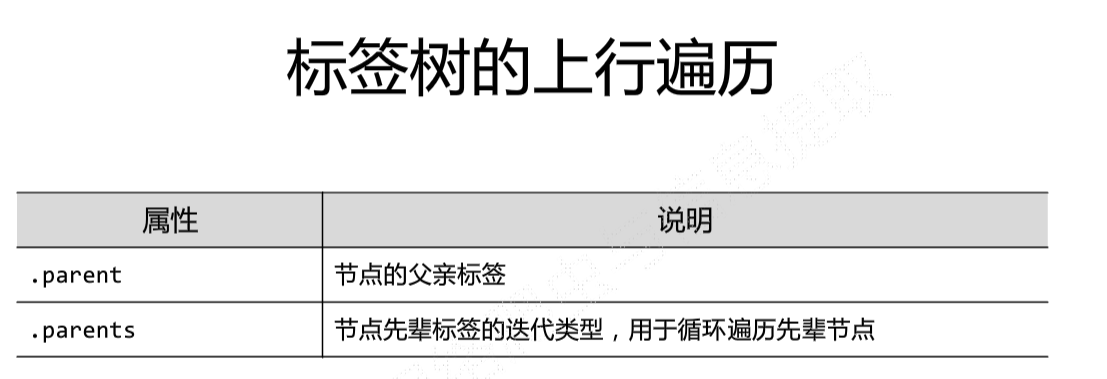 标签树的上行遍历
属性 说明
.parent 节点的父亲标签
.parents 节点先辈标签的迭代类型，用于循环遍历先辈节点